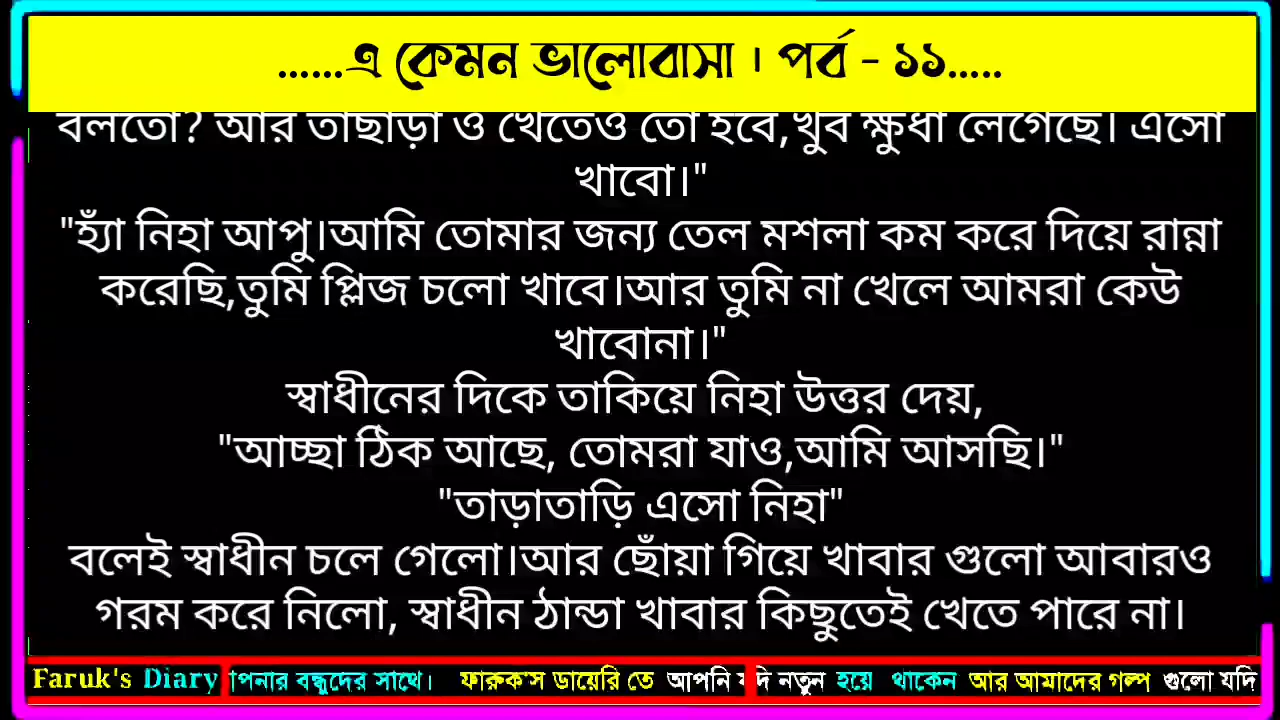 ......এ কেমন ভালোবাসা । পর্ব - ১১.....
বলতো? আর তাছাড়া ও খেতেও তো হবে,খুব ক্ষুধা লেগেছে। এসো
খাবো।"
"হ্যাঁ নিহা আপু।আমি তোমার জন্য তেল মশলা কম করে দিয়ে রান্না
করেছি,তুমি প্লিজ চলো খাবে।আর তুমি না খেলে আমরা কেউ
খাবোনা।"
স্বাধীনের দিকে তাকিয়ে নিহা উত্তর দেয়,
"আচ্ছা ঠিক আছে, তোমরা যাও,আমি আসছি।"
"তাড়াতাড়ি এসো নিহা"
বলেই স্বাধীন চলে গেলো।আর ছোঁয়া গিয়ে খাবার গুলো আবারও
গরম করে নিলো, স্বাধীন ঠান্ডা খাবার কিছুতেই খেতে পারে না।
Faruk's Diary পনার বন্ধুদের সাথে। ফারুক'স ডায়েরি তে আপনি যদি নতুন হয়ে থাকেন আর আমাদের গল্প গুলো যদি